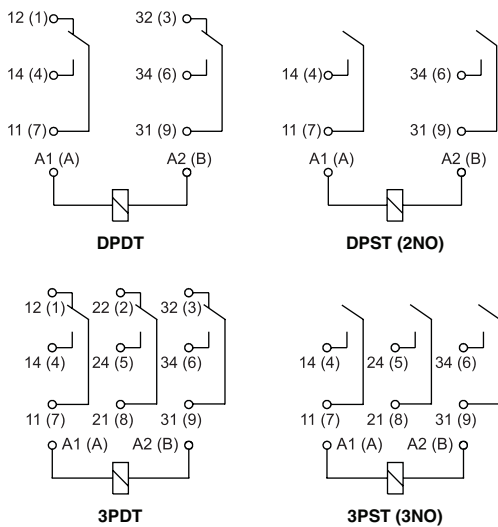 12 (1) 32 (3)
14 (4) 34 (6) 14 (4) 34 (6)
11 (7) 31 (9) 11 (7) 31 (9)
A1 (A) A2 (B) A1 (A) A2 (B)
DPDT DPST (2NO)
12 (1) 22 (2) 32 (3)
14 (4) 24 (5) 34 (6) 14 (4) 24 (5) 34 (6)
11 (7) 21 (8) 31 (9) 11 (7) 21 (8) 31 (9)
A1 (A) A2 (B) A1 (A) A2 (B)
3PDT 3PST (3NO)